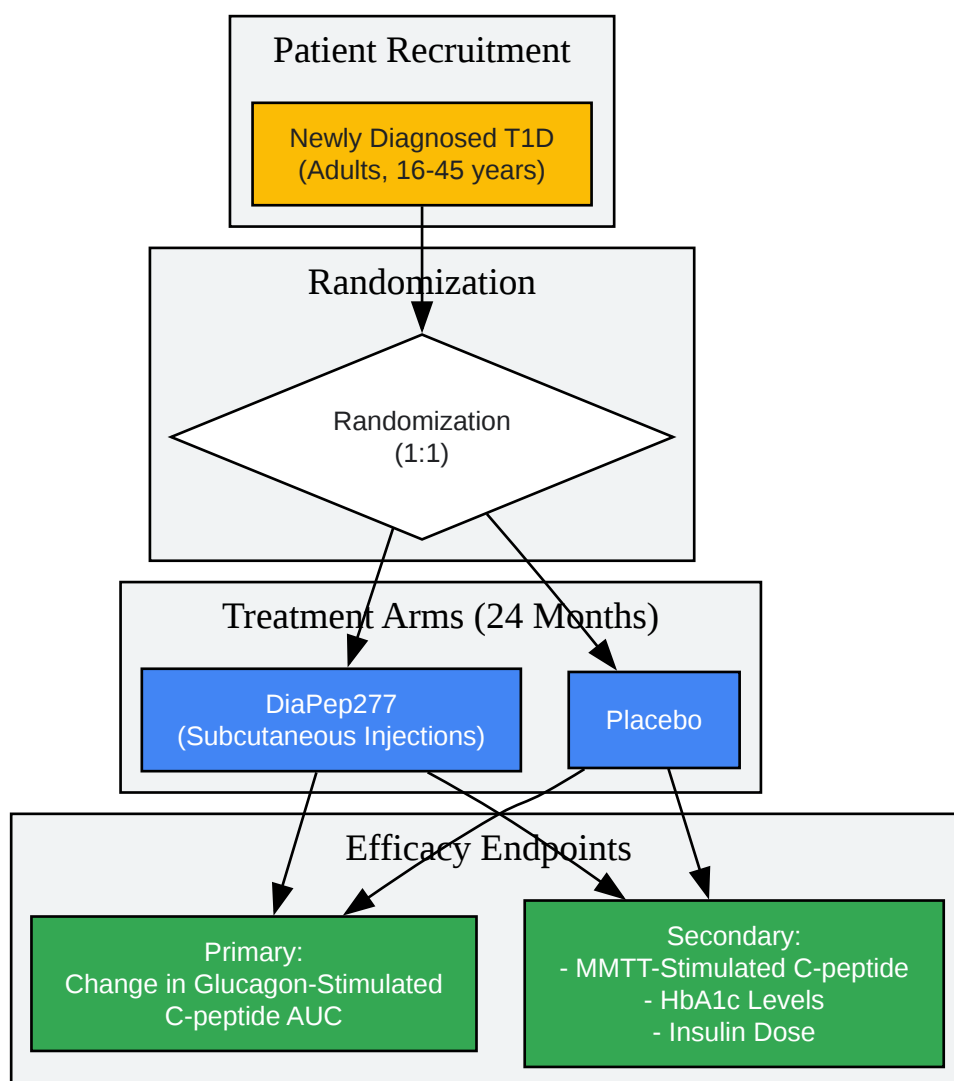 Patient Recruitment
Newly Diagnosed T1D
(Adults, 16-45 years)
Randomization
Randomization
(1:1)
Treatment Arms (24 Months)
DiaPep277
(Subcutaneous Injections)
Placebo
Efficacy Endpoints
Primary:
Change in Glucagon-Stimulated
C-peptide AUC
Secondary:
- MMTT-Stimulated C-peptide
- HbA1c Levels
- Insulin Dose